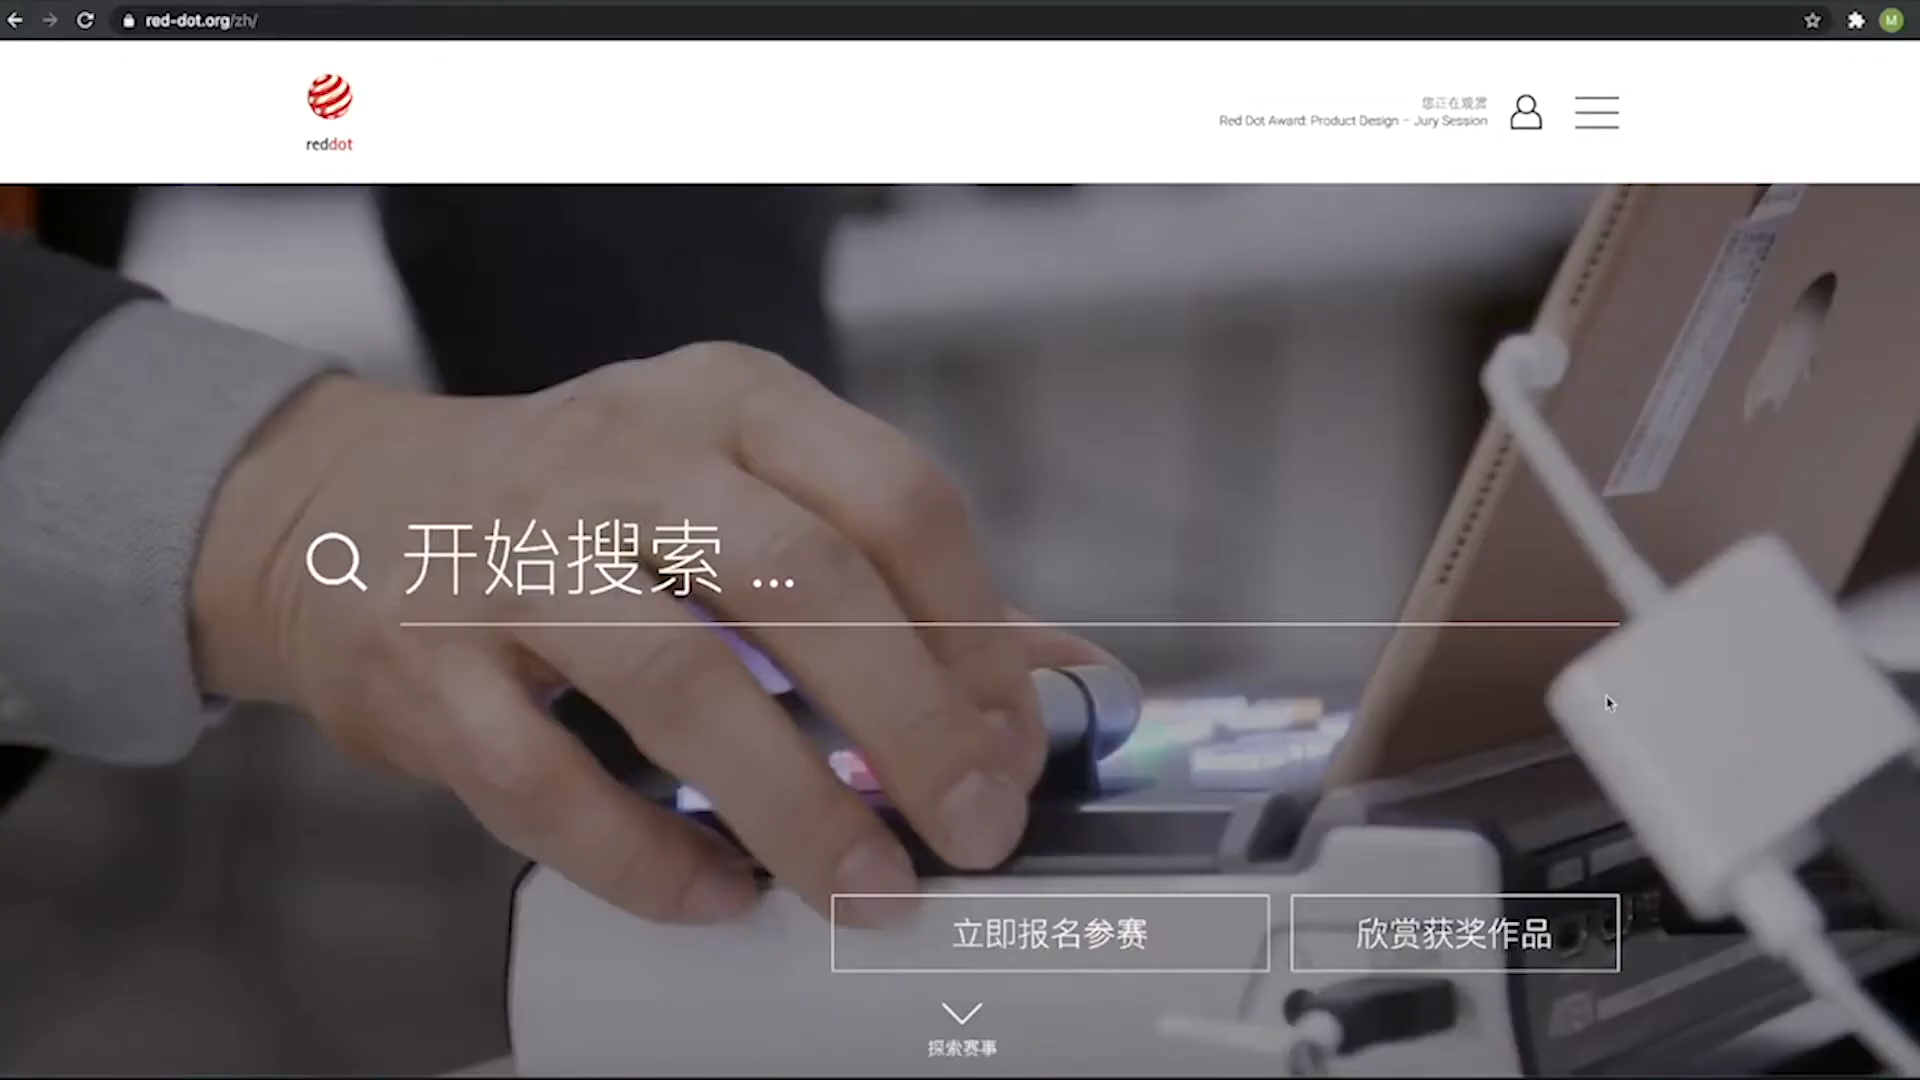 red-dot.org/zh/
M
reddot
您正在观赏
Red Dot Award: Product Design – Jury Session
开始搜索 ...
立即报名参赛
欣赏获奖作品
探索赛事